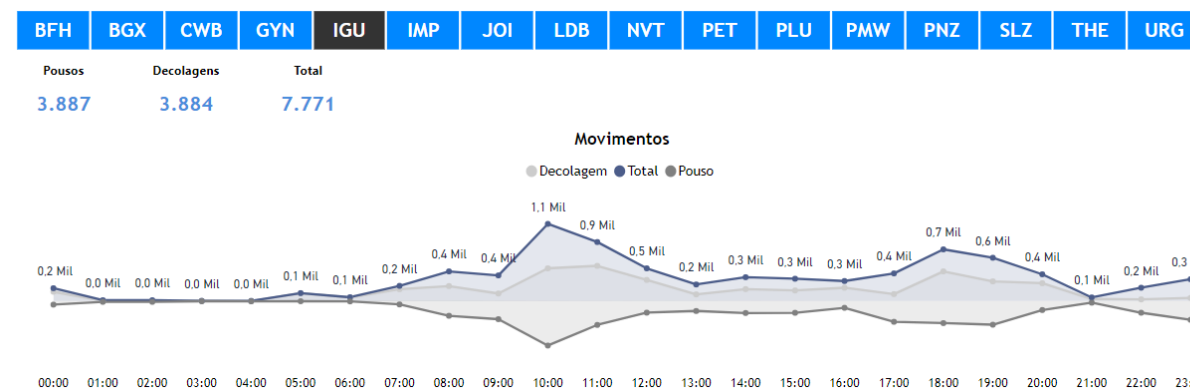 BFH BGX CWB GYN IGU IMP JOI LDB NVT PET PLU PMW PNZ SLZ THE URG
Pousos Decolagens Total
3.887 3.884 7.771
Movimentos
Decolagem Total Pouso
1,1 Mil
0,9 Mil
0,7 Mil
0,6 Mil
0,5 Mil
0,4 Mil 0,4 Mil 0,4 Mil 0,4 Mil
0,2 Mil 0,2 Mil 0,2 Mil 0,3 Mil 0,3 Mil 0,3 Mil 0,2 Mil 0,3
0,0 Mil 0,0 Mil 0,0 Mil 0,0 Mil 0,1 Mil 0,1 Mil 0,1 Mil
00:00 01:00 02:00 03:00 04:00 05:00 06:00 07:00 08:00 09:00 10:00 11:00 12:00 13:00 14:00 15:00 16:00 17:00 18:00 19:00 20:00 21:00 22:00 23: